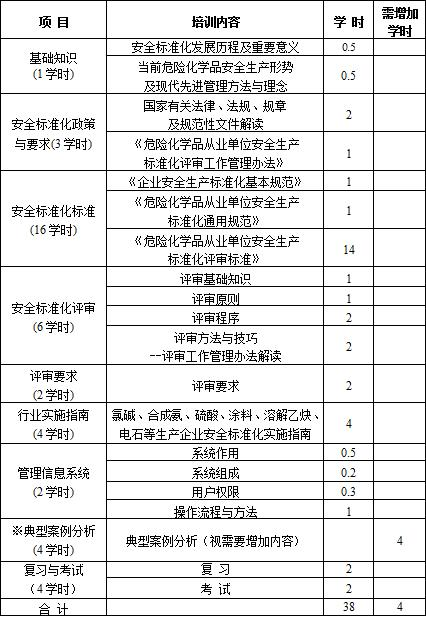 项 目 培训内容 学 时 需增加
学时
基础知识
(1 学时)
安全标准化发展历程及重要意义 0.5
当前危险化学品安全生产形势
及现代先进管理方法与理念 0.5
安全标准化政策
与要求(3 学时)
国家有关法律、法规、规章
及规范性文件解读 2
《危险化学品从业单位安全生产
标准化评审工作管理办法》 1
安全标准化标准
(16 学时)
《企业安全生产标准化基本规范》 1
《危险化学品从业单位安全生产
标准化通用规范》 1
《危险化学品从业单位安全生产
标准化评审标准》 14
安全标准化评审
(6 学时)
评审基础知识 1
评审原则 1
评审程序 2
评审方法与技巧
--评审工作管理办法解读 2
评审要求
(2 学时)
评审要求 2
行业实施指南
(4 学时)
氯碱、合成氨、硫酸、涂料、溶解乙炔、
电石等生产企业安全标准化实施指南 4
管理信息系统
(2 学时)
系统作用 0.5
系统组成 0.2
用户权限 0.3
操作流程与方法 1
※典型案例分析
(4 学时)
典型案例分析（视需要增加内容） 4
复习与考试
（4 学时）
复 习 2
考 试 2
合 计 38 4